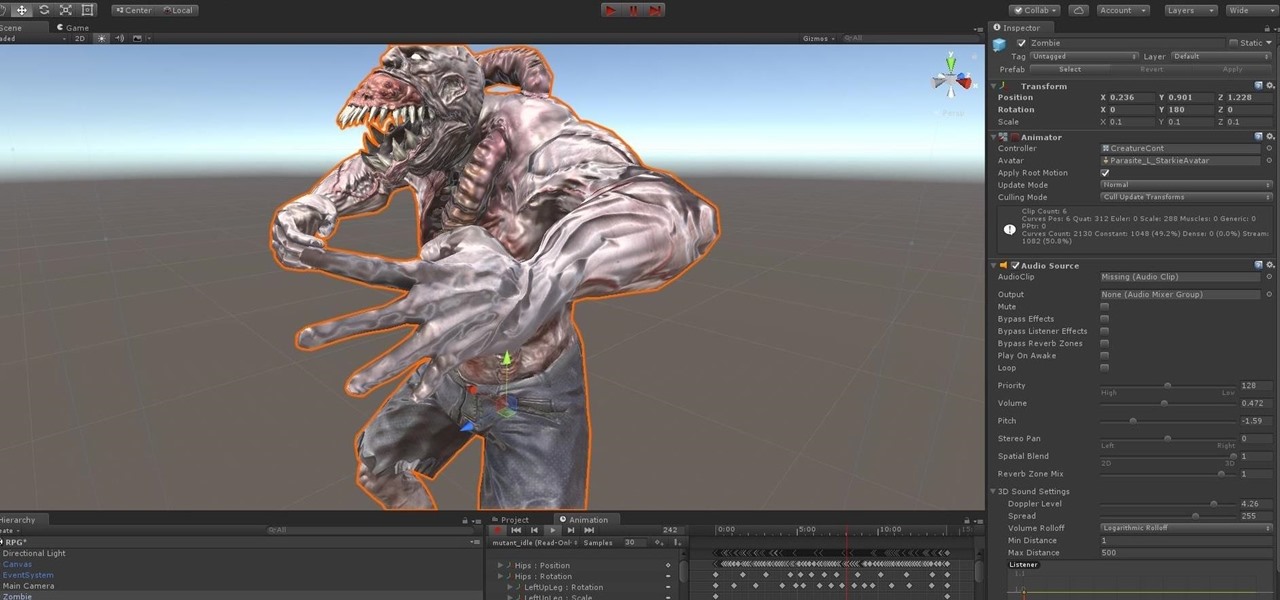 Center Local
Collab
Account
Layers
Wide
Scene
Game
2D
Gizmos
All
Persp
Inspector
Zombie
Static
Tag Untagged Layer Default
Prefab Select Revert Apply
Transform
Position X 0.236 Y 0.901 Z 1.228
Rotation X 0 Y 180 Z 0
Scale X 0.1 Y 0.1 Z 0.1
Animator
Controller CreatureCont
Avatar Parasite_L_StarkieAvatar
Apply Root Motion
Update Mode Normal
Culling Mode Cull Update Transforms
Clip Count: 6
Curves Pos: 6 Quat: 312 Euler: 0 Scale: 288 Muscles: 0 Generic: 0
PPtr: 0
Curves Count: 2130 Constant: 1048 (49.2%) Dense: 0 (0.0%) Stream:
1082 (50.8%)
Audio Source
AudioClip Missing (Audio Clip)
Output None (Audio Mixer Group)
Mute
Bypass Effects
Bypass Listener Effects
Bypass Reverb Zones
Play On Awake
Loop
Priority 128
High Low
Volume 0.472
Pitch -1.59
Stereo Pan 0
Left Right
Spatial Blend 1
2D 3D
Reverb Zone Mix 1
3D Sound Settings
Doppler Level 4.26
Spread 255
Volume Rolloff Logarithmic Rolloff
Min Distance 1
Max Distance 500
Listener
1.1
1.0
Hierarchy
All
RPG*
Directional Light
Canvas
EventSystem
Main Camera
Zombie
Project
Animation
242
0:00 5:00 10:00
mutant_idle (Read-Onl Samples 30
Hips : Position
Hips : Rotation
LeftUpLeg : Rotation
LeftUpLeg : Scale